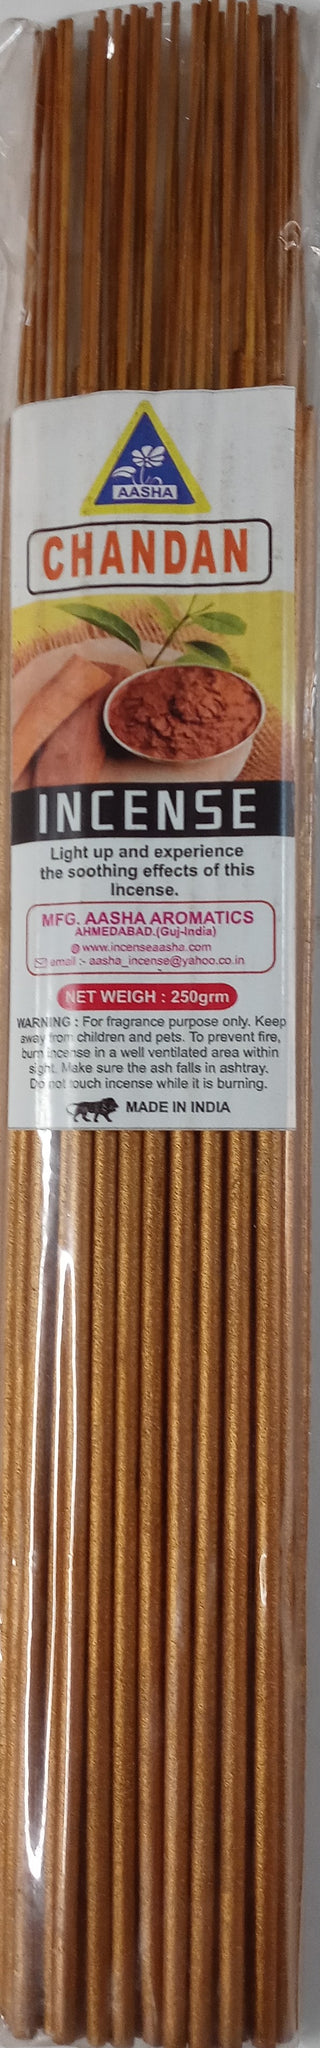 AASHA
CHANDAN
INCENSE
Light up and experience
the soothing effects of this
Incense.
MFG. AASHA AROMATICS
AHMEDABAD.(Guj-India)
www.incenseaasha.com
email :- aasha_incense@yahoo.co.in
NET WEIGH : 250grm
WARNING : For fragrance purpose only. Keep
away from children and pets. To prevent fire,
burn incense in a well ventilated area within
sight. Make sure the ash falls in ashtray.
Do not touch incense while it is burning.
MADE IN INDIA